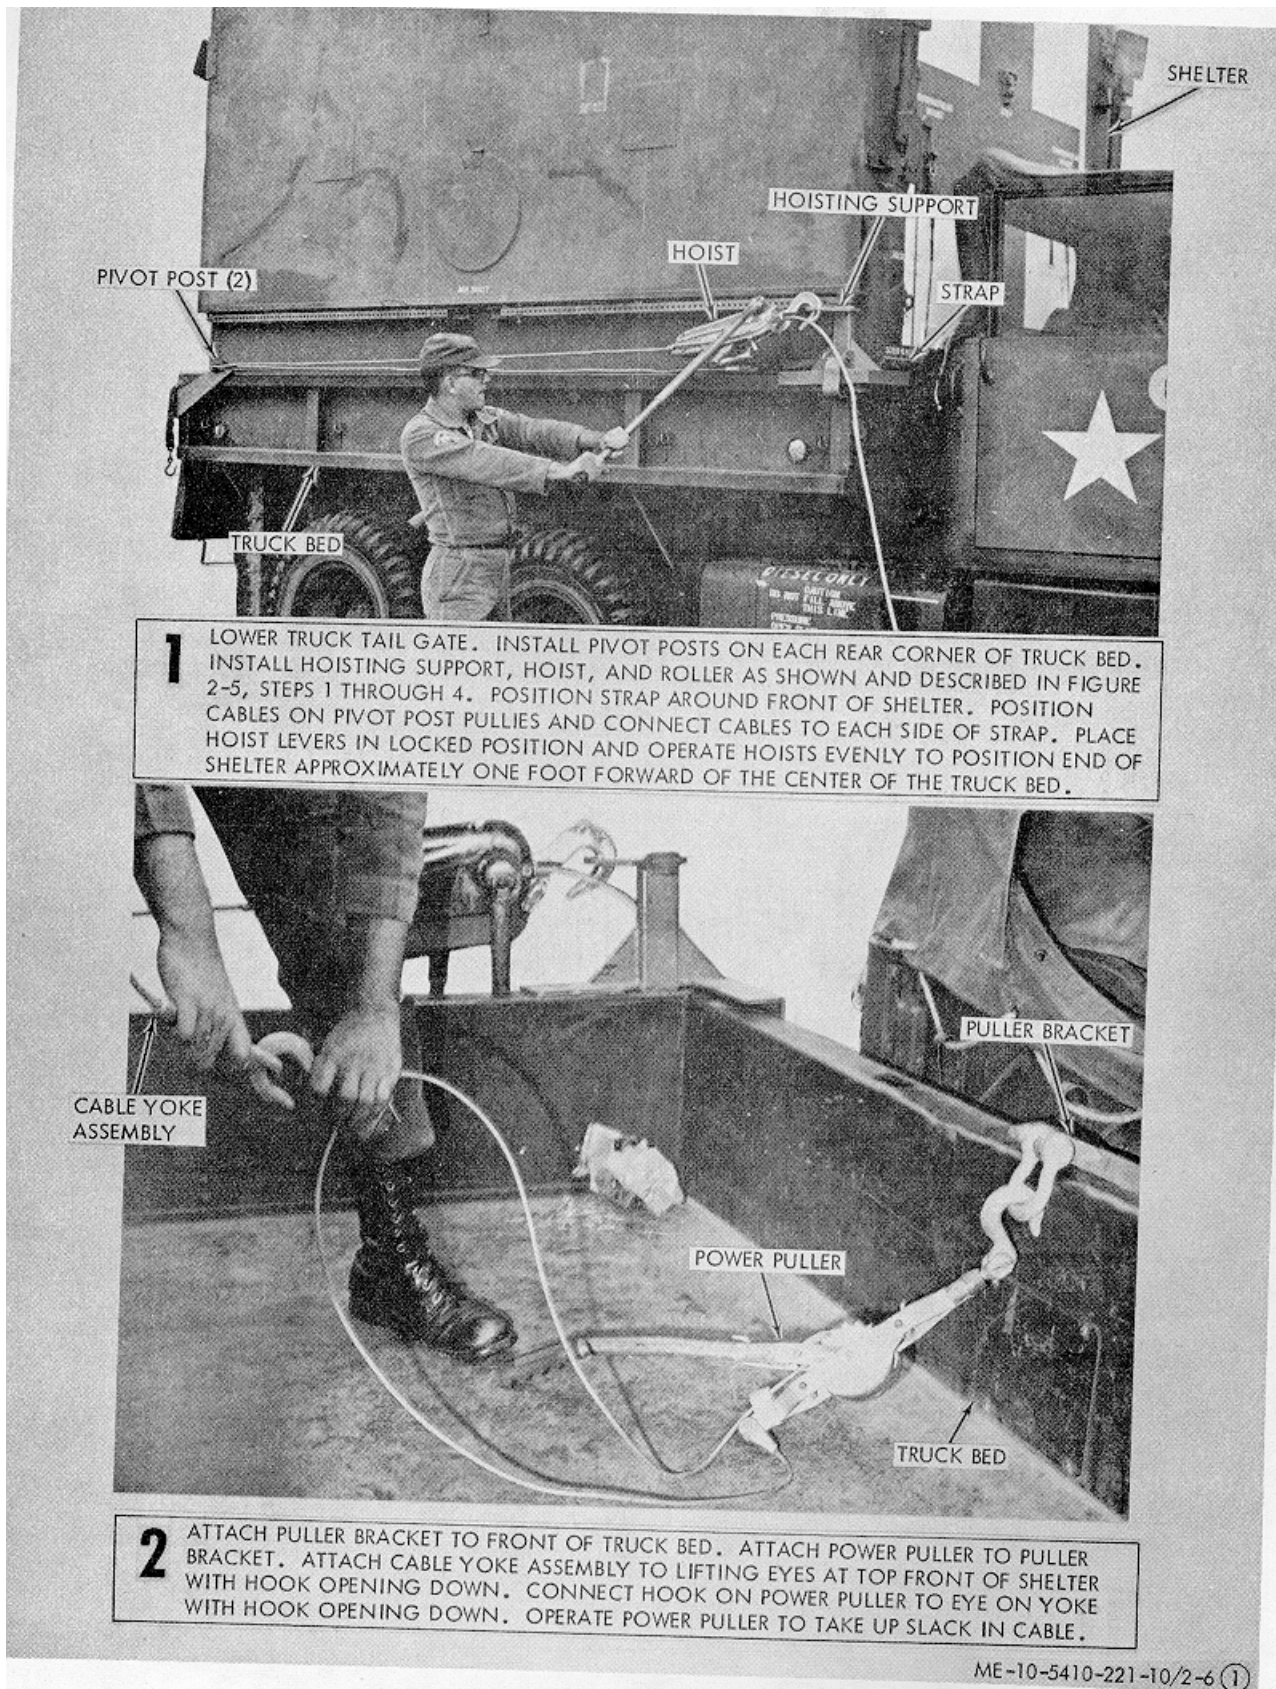 SHELTER
HOISTING SUPPORT
HOIST
PIVOT POST (2)
STRAP
TRUCK BED
DIESEL ONLY
CAUTION
DO NOT FILL ABOVE
THIS LINE
1
LOWER TRUCK TAIL GATE. INSTALL PIVOT POSTS ON EACH REAR CORNER OF TRUCK BED.
INSTALL HOISTING SUPPORT, HOIST, AND ROLLER AS SHOWN AND DESCRIBED IN FIGURE
2-5, STEPS 1 THROUGH 4. POSITION STRAP AROUND FRONT OF SHELTER. POSITION
CABLES ON PIVOT POST PULLIES AND CONNECT CABLES TO EACH SIDE OF STRAP. PLACE
HOIST LEVERS IN LOCKED POSITION AND OPERATE HOISTS EVENLY TO POSITION END OF
SHELTER APPROXIMATELY ONE FOOT FORWARD OF THE CENTER OF THE TRUCK BED.
PULLER BRACKET
CABLE YOKE
ASSEMBLY
POWER PULLER
TRUCK BED
2
ATTACH PULLER BRACKET TO FRONT OF TRUCK BED. ATTACH POWER PULLER TO PULLER
BRACKET. ATTACH CABLE YOKE ASSEMBLY TO LIFTING EYES AT TOP FRONT OF SHELTER
WITH HOOK OPENING DOWN. CONNECT HOOK ON POWER PULLER TO EYE ON YOKE
WITH HOOK OPENING DOWN. OPERATE POWER PULLER TO TAKE UP SLACK IN CABLE.
ME-10-5410-221-10/2-6 1